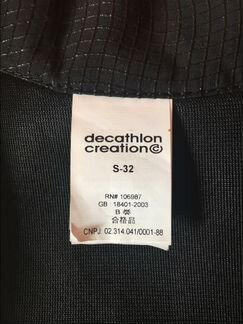 decathlon
creation
S-32
RN# 106987
GB 18401-2003
B 类
合格品
CNPJ. 02.314.041/0001-88